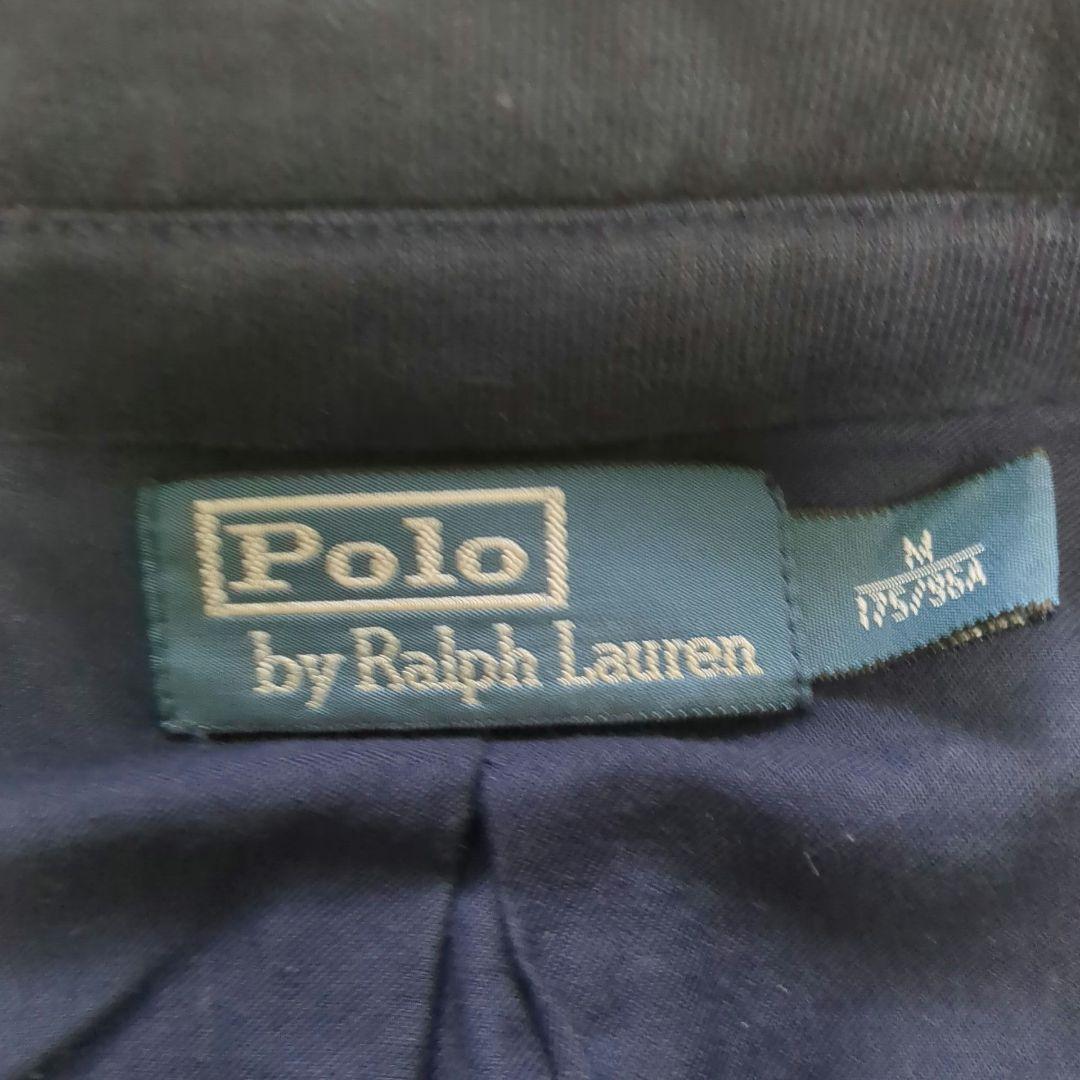 Polo
by Ralph Lauren
M
175/96A